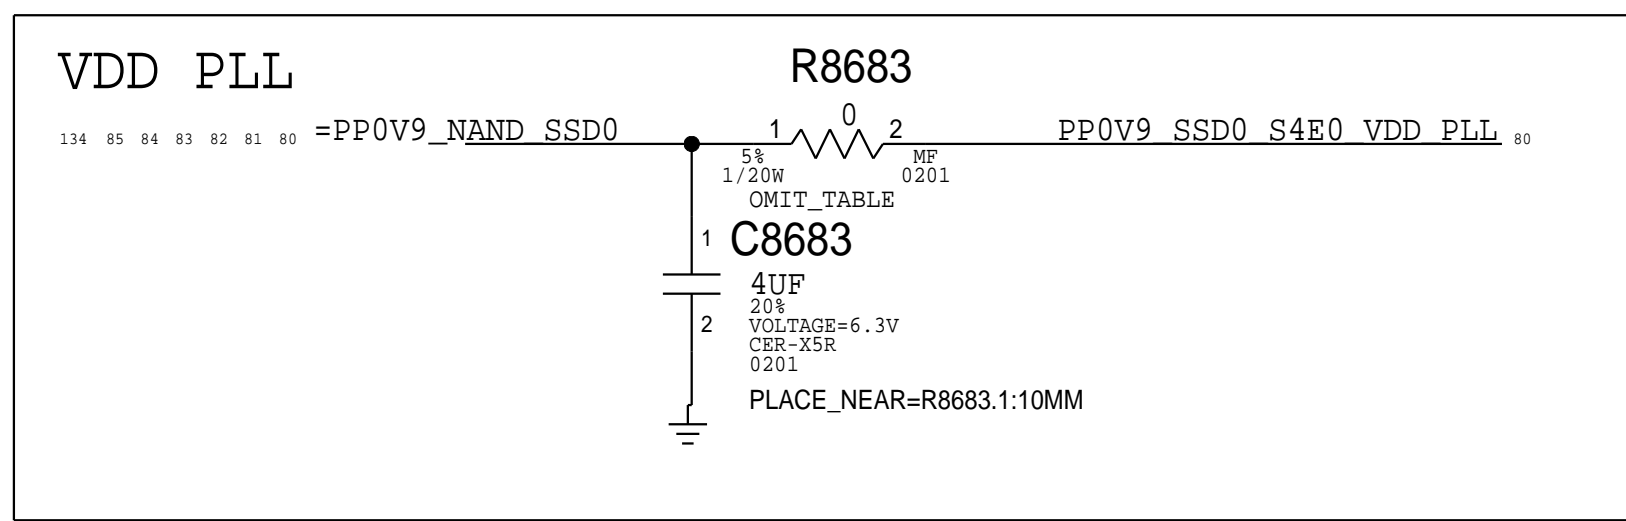 VDD PLL
R8683
134 85 84 83 82 81 80 =PP0V9_NAND_SSD0 1 0 2 PP0V9_SSD0_S4E0_VDD_PLL 80
5% MF
1/20W 0201
OMIT_TABLE
1 C8683
4UF
20%
2 VOLTAGE=6.3V
CER-X5R
0201
PLACE_NEAR=R8683.1:10MM